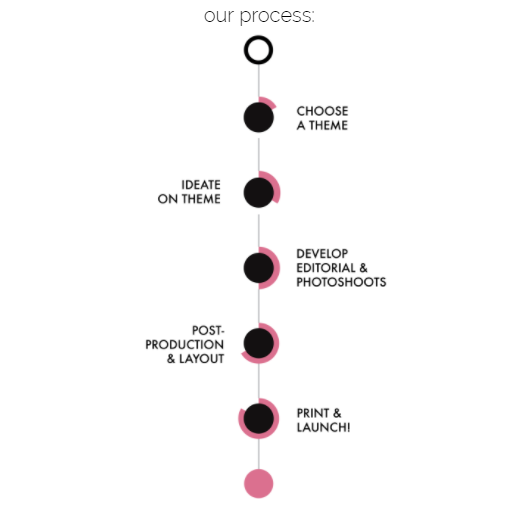 our process:
CHOOSE
A THEME
IDEATE
ON THEME
DEVELOP
EDITORIAL &
PHOTOSHOOTS
POST-
PRODUCTION
& LAYOUT
PRINT &
LAUNCH!